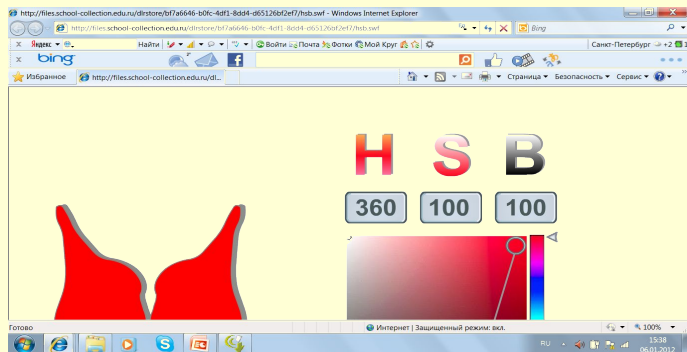 http://files.school-collection.edu.ru/dlrstore/bf7a6646-b0fc-4df1-8dd4-d65126bf2ef7/hsb.swf - Windows Internet Explorer
http://files.school-collection.edu.ru/dlrstore/bf7a6646-b0fc-4df1-8dd4-d65126bf2ef7/hsb.swf
Bing
x Яндекс Найти Войти Почта Фотки Мой Круг Санкт-Петербург +2
x bing
Избранное http://files.school-collection.edu.ru/dl... Страница Безопасность Сервис
H S B
360 100 100
Готово Интернет | Защищенный режим: вкл. 100%
RU 15:38
06.01.2012